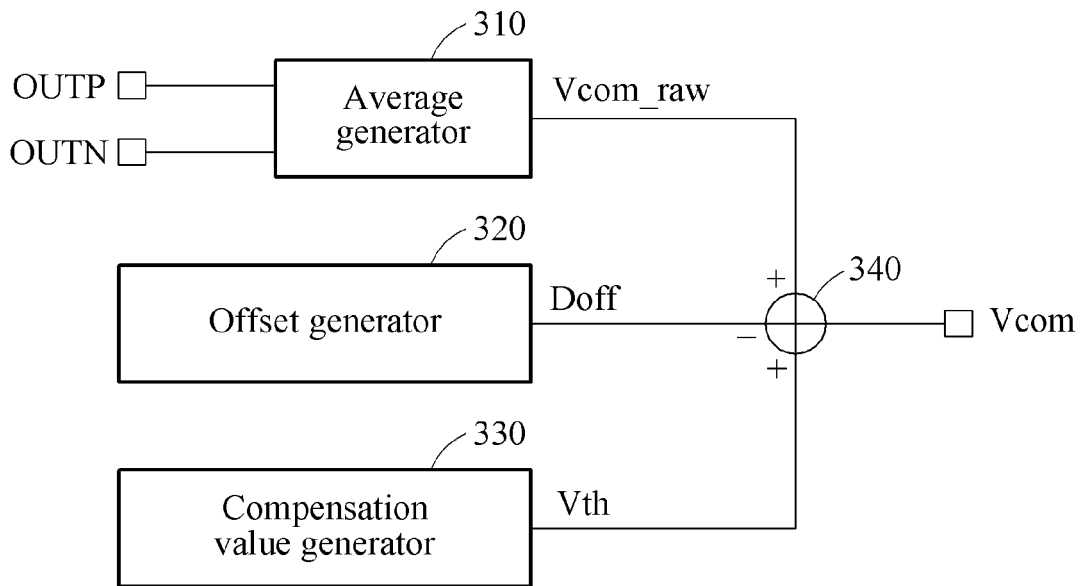 310
OUTP
OUTN
Average
generator
Vcom_raw
320
Offset generator
Doff
+
−
+
340
Vcom
330
Compensation
value generator
Vth